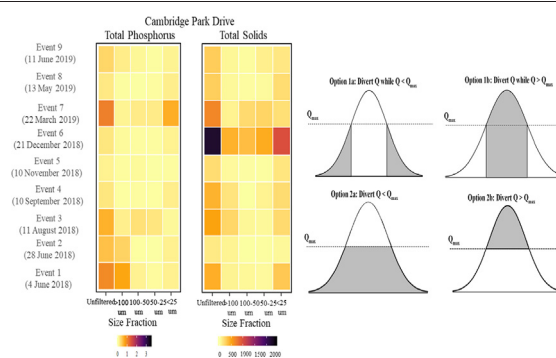 Cambridge Park Drive
Total Phosphorus
Total Solids
Event 9
(11 June 2019)
Event 8
(13 May 2019)
Event 7
(22 March 2019)
Event 6
(21 December 2018)
Event 5
(10 November 2018)
Event 4
(10 September 2018)
Event 3
(11 August 2018)
Event 2
(28 June 2018)
Event 1
(4 June 2018)
Unfiltered >100 um 100-50 um 50-25 um <25 um
Unfiltered >100 um 100-50 um 50-25 um <25 um
Size Fraction
Size Fraction
0 1 2 3
0 500 1000 1500 2000
Option 1a: Divert Q while Q < Qmax
Qmax
Option 1b: Divert Q while Q > Qmax
Qmax
Option 2a: Divert Q < Qmax
Qmax
Option 2b: Divert Q > Qmax
Qmax